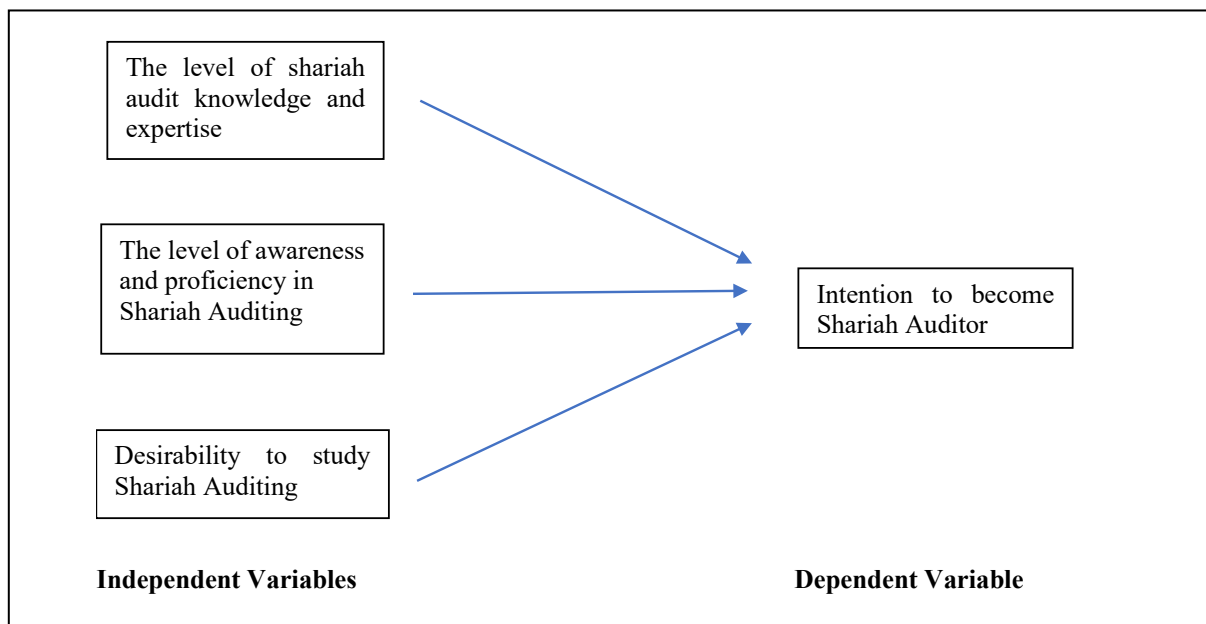 The level of shariah
audit knowledge and
expertise
The level of awareness
and proficiency in
Shariah Auditing
Intention to become
Shariah Auditor
Desirability to study
Shariah Auditing
Independent Variables
Dependent Variable